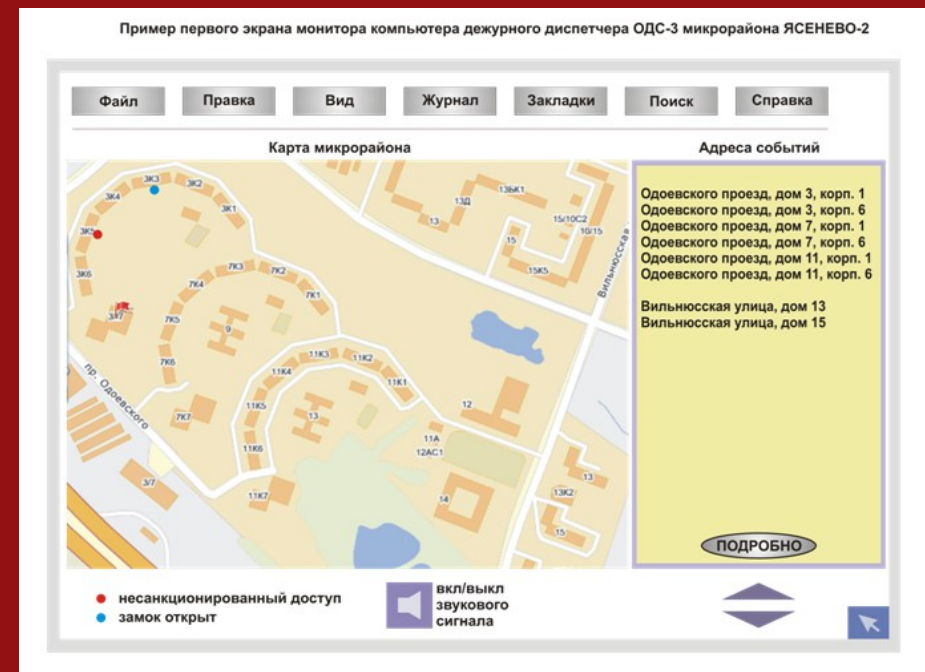 Пример первого экрана монитора компьютера дежурного диспетчера ОДС-3 микрорайона ЯСЕНЕВО-2
Файл Правка Вид Журнал Закладки Поиск Справка
Карта микрорайона
3К3
3К2
3К4
3К1
3К5
3К6
7К3
7К2
7К4
7К1
7К5
9
7К6
7К7
пр. Одоевского
3/7
11К3
11К2
11К4
11К1
11К5
13
11К6
11К7
13БК1
13Д
13
15/10С2
10/15
15
15К5
Вильнюсская
12
11А
12АС1
14
13
13К2
15
Адреса событий
Одоевского проезд, дом 3, корп. 1
Одоевского проезд, дом 3, корп. 6
Одоевского проезд, дом 7, корп. 1
Одоевского проезд, дом 7, корп. 6
Одоевского проезд, дом 11, корп. 1
Одоевского проезд, дом 11, корп. 6
Вильнюсская улица, дом 13
Вильнюсская улица, дом 15
ПОДРОБНО
несанкционированный доступ
замок открыт
вкл/выкл
звукового
сигнала